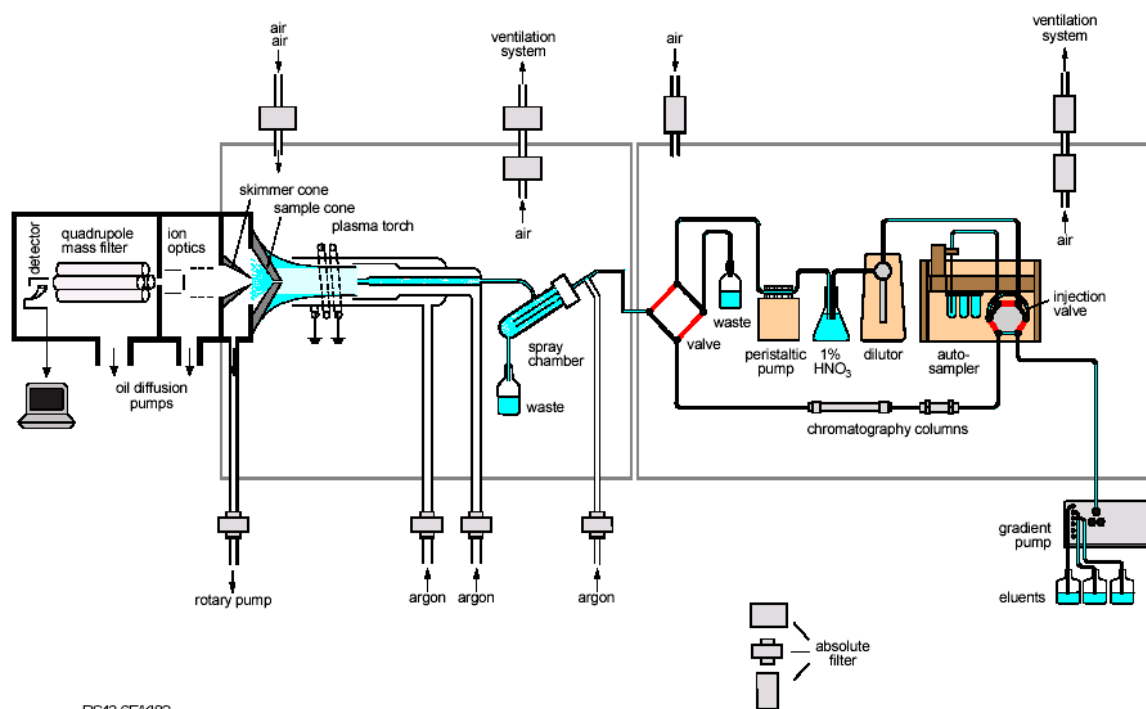 air
air
ventilation
system
air
ventilation
system
skimmer cone
sample cone
plasma torch
air
air
detector
quadrupole
mass filter
ion
optics
spray
chamber
waste
valve
waste
peristaltic
pump
1%
HNO3
dilutor
auto-
sampler
injection
valve
oil diffusion
pumps
chromatography columns
gradient
pump
eluents
rotary pump
argon
argon
argon
absolute
filter